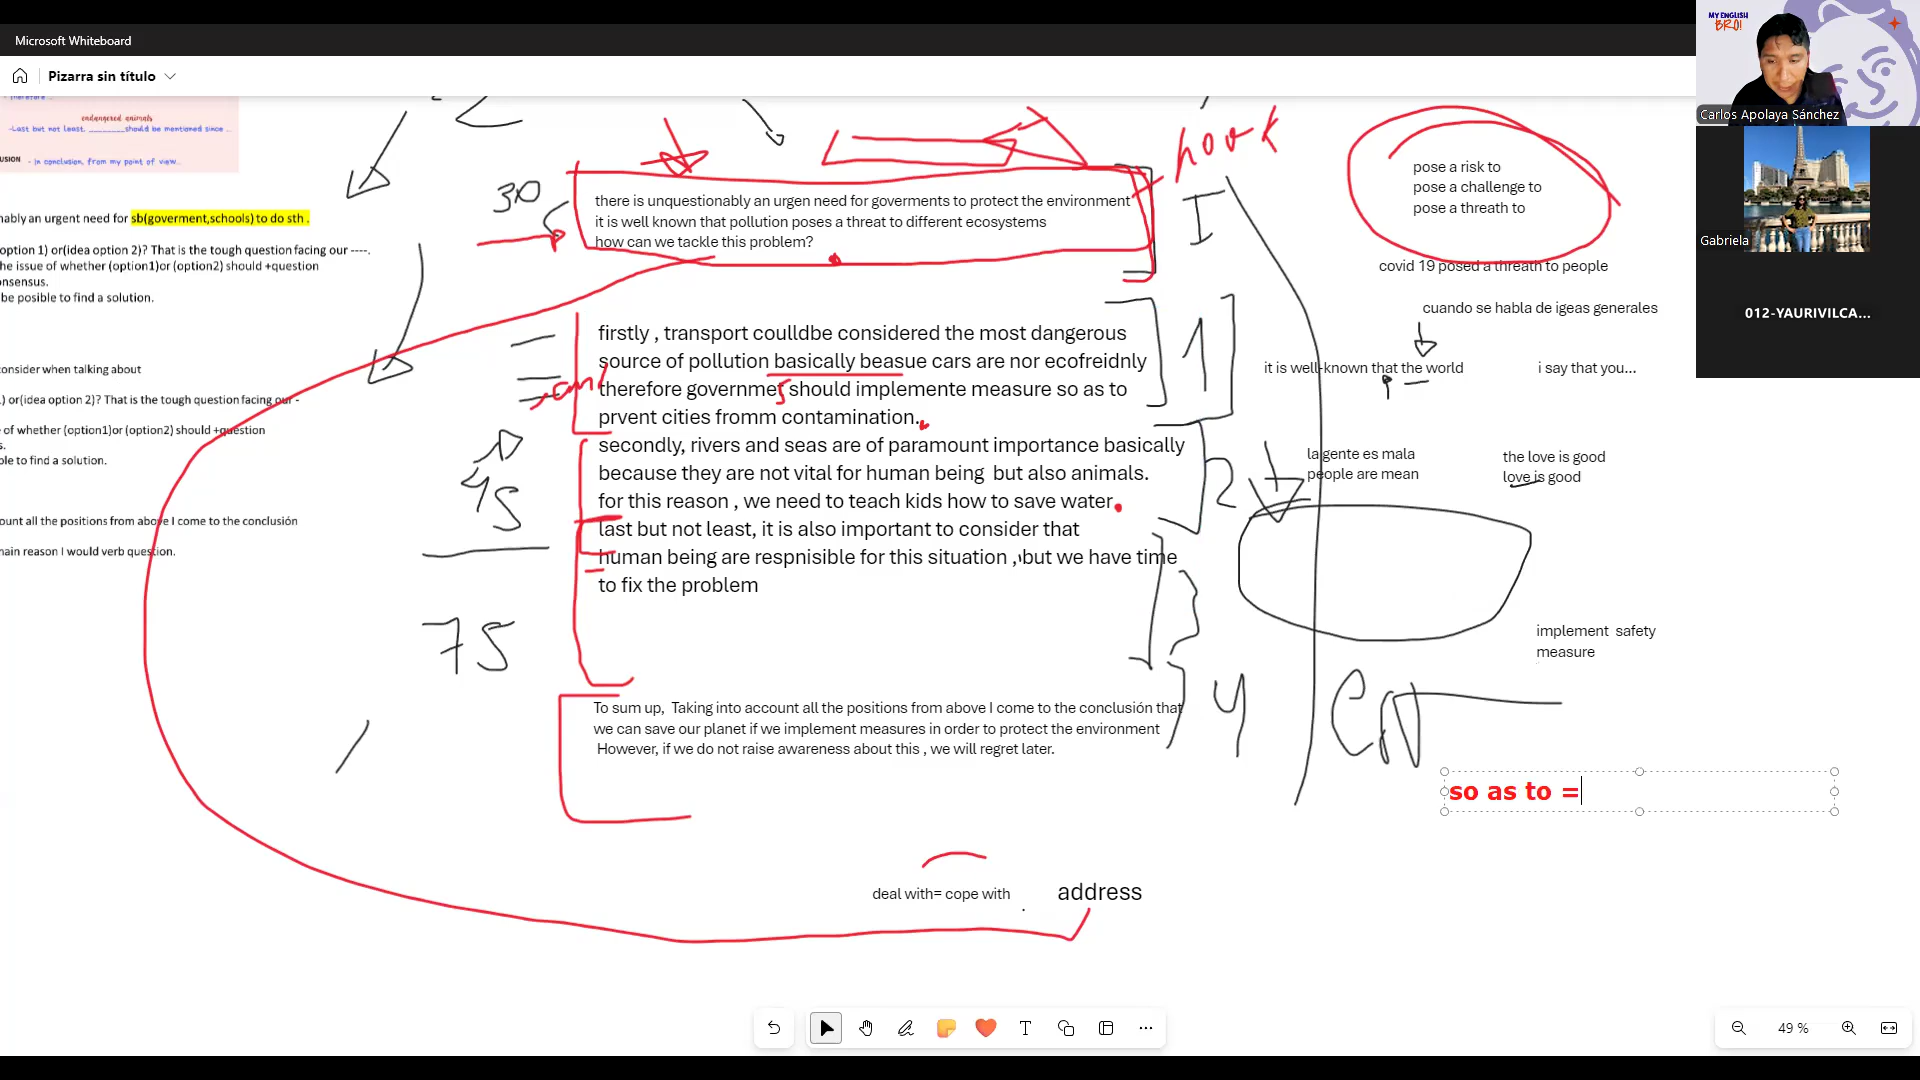 Microsoft Whiteboard
Pizarra sin título
- Therefore ...
endangered animals
-Last but not least, ________should be mentioned since ...
USION - in conclusion, from my point of view...
nably an urgent need for sb(goverment,schools) to do sth .
option 1) or(idea option 2)? That is the tough question facing our ----.
he issue of whether (option1)or (option2) should +question
onsensus.
be posible to find a solution.
onsider when talking about
) or(idea option 2)? That is the tough question facing our -
of whether (option1)or (option2) should +question
s.
ble to find a solution.
ount all the positions from above I come to the conclusión
main reason I would verb question.
30
there is unquestionably an urgen need for goverments to protect the environment
it is well known that pollution poses a threat to different ecosystems
how can we tackle this problem?
hook
I
firstly , transport coulldbe considered the most dangerous
source of pollution basically beasue cars are nor ecofreidnly
therefore governmet s should implemente measure so as to
prvent cities fromm contamination.
secondly, rivers and seas are of paramount importance basically
because they are not vital for human being but also animals.
for this reason , we need to teach kids how to save water
last but not least, it is also important to consider that
human being are respnisible for this situation , but we have time
to fix the problem
1
2
45
75
To sum up, Taking into account all the positions from above I come to the conclusión that
we can save our planet if we implement measures in order to protect the environment
However, if we do not raise awareness about this , we will regret later.
4
deal with= cope with
address
pose a risk to
pose a challenge to
pose a threath to
covid 19 posed a threath to people
cuando se habla de igeas generales
it is well-known that the world
i say that you...
la gente es mala
people are mean
the love is good
love is good
implement safety
measure
so as to =
MY ENGLISH
BRO!
Carlos Apolaya Sánchez
Gabriela
012-YAURIVILCA...
49 %